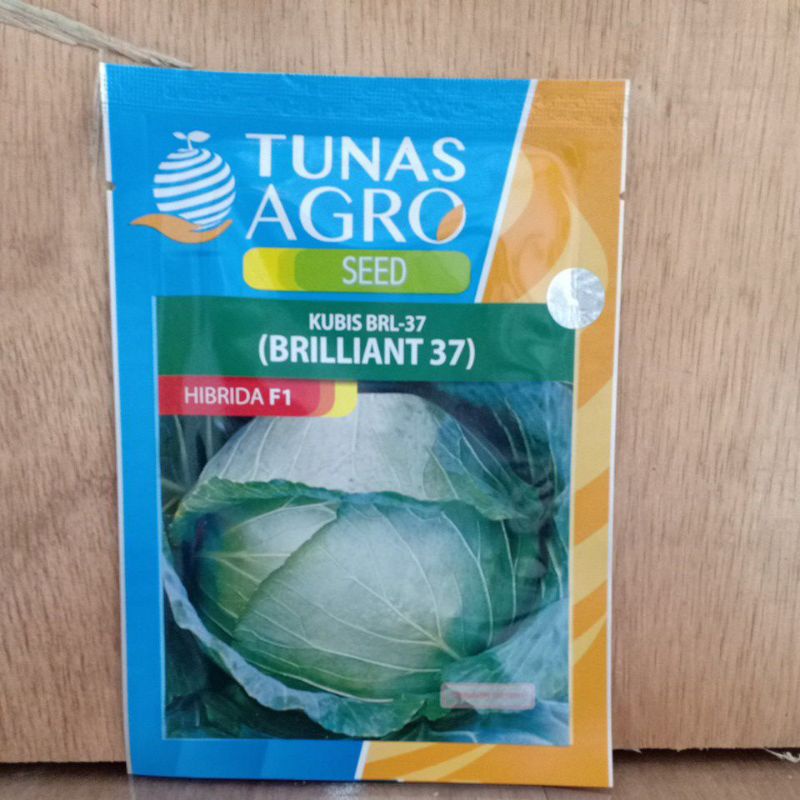 TUNAS
AGRO
SEED
KUBIS BRL-37
(BRILLIANT 37)
HIBRIDA F1